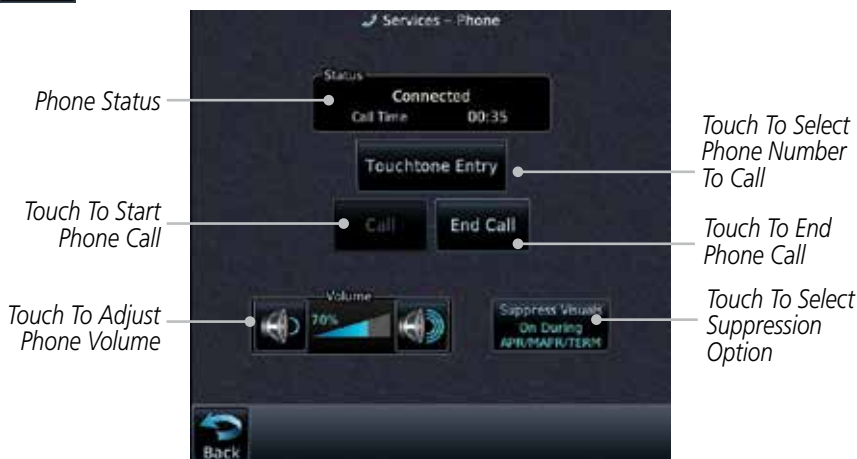 Services – Phone
Status
Connected
Call Time 00:35
Phone Status
Touchtone Entry
Touch To Select
Phone Number
To Call
Touch To Start
Phone Call
Call
End Call
Touch To End
Phone Call
Touch To Adjust
Phone Volume
Volume
70%
Suppress Visuals
On During
APR/MAPR/TERM
Touch To Select
Suppression
Option
Back